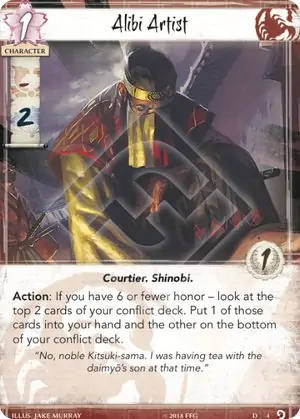 1
Alibi Artist
CHARACTER
-
2
Courtier. Shinobi.
1
Action: If you have 6 or fewer honor – look at the
top 2 cards of your conflict deck. Put 1 of those
cards into your hand and the other on the bottom
of your conflict deck.
"No, noble Kitsuki-sama. I was having tea with the
daimyō's son at that time."
ILLUS. JAKE MURRAY © 2018 FFG D 4